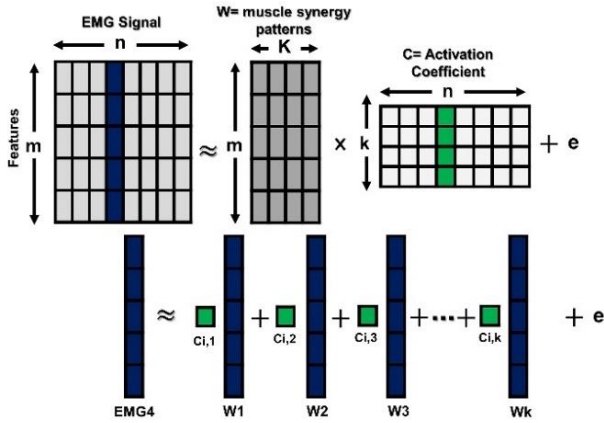 EMG Signal
n
W= muscle synergy
patterns
K
C= Activation
Coefficient
n
Features
m
≈
m
x
k
+ e
≈
+
+
+
...
+
+ e
Ci,1
Ci,2
Ci,3
Ci,k
EMG4
W1
W2
W3
Wk